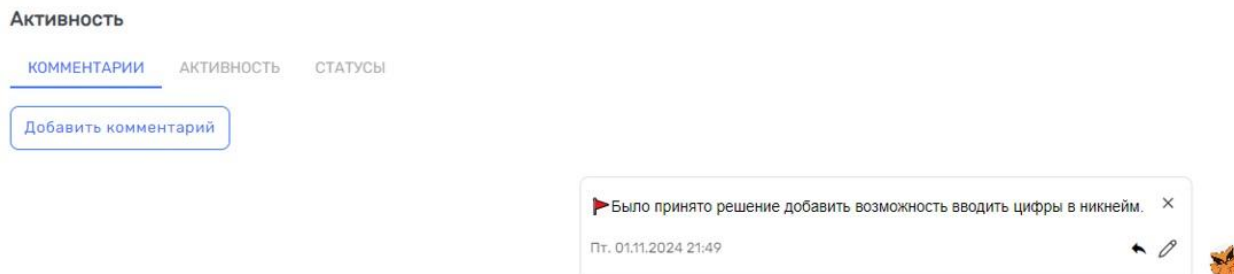 Активность
КОММЕНТАРИИ АКТИВНОСТЬ СТАТУСЫ
Добавить комментарий
Было принято решение добавить возможность вводить цифры в никнейм.
Пт. 01.11.2024 21:49